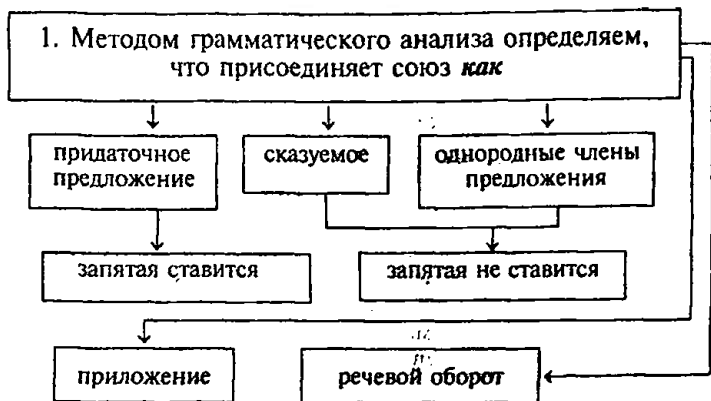 1. Методом грамматического анализа определяем,
что присоединяет союз как
придаточное
предложение
сказуемое
однородные члены
предложения
запятая ставится
запятая не ставится
приложение
речевой оборот